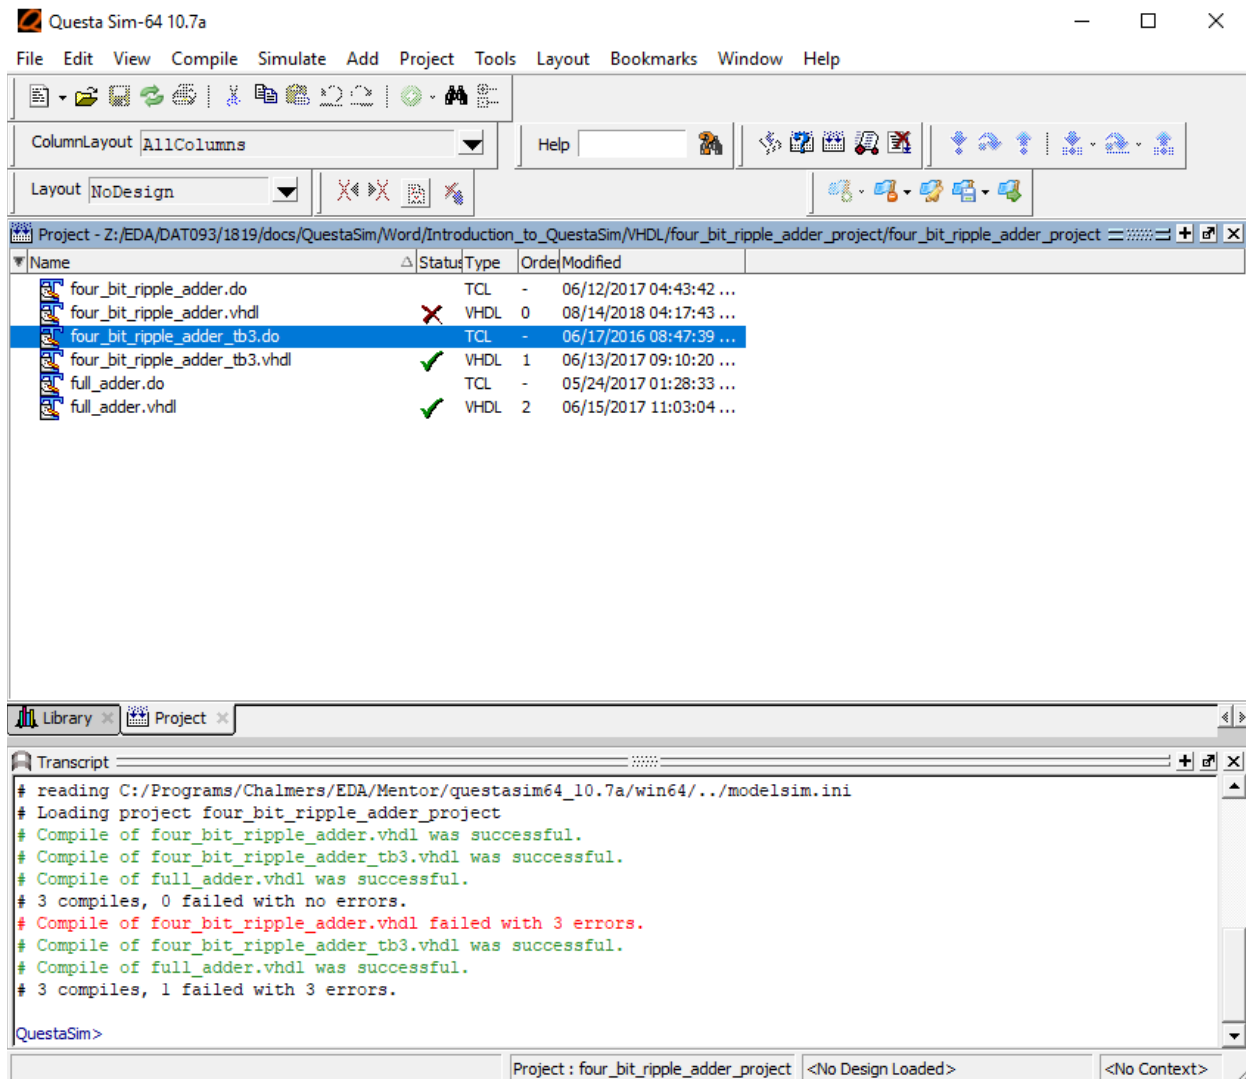 Questa Sim-64 10.7a
File Edit View Compile Simulate Add Project Tools Layout Bookmarks Window Help
ColumnLayout AllColumns
Help
Layout NoDesign
Project - Z:/EDA/DAT093/1819/docs/QuestaSim/Word/Introduction_to_QuestaSim/VHDL/four_bit_ripple_adder_project/four_bit_ripple_adder_project
Name Status Type Order Modified
four_bit_ripple_adder.do TCL - 06/12/2017 04:43:42 ...
four_bit_ripple_adder.vhdl VHDL 0 08/14/2018 04:17:43 ...
four_bit_ripple_adder_tb3.do TCL - 06/17/2016 08:47:39 ...
four_bit_ripple_adder_tb3.vhdl VHDL 1 06/13/2017 09:10:20 ...
full_adder.do TCL - 05/24/2017 01:28:33 ...
full_adder.vhdl VHDL 2 06/15/2017 11:03:04 ...
Library Project
Transcript
# reading C:/Programs/Chalmers/EDA/Mentor/questasim64_10.7a/win64/../modelsim.ini
# Loading project four_bit_ripple_adder_project
# Compile of four_bit_ripple_adder.vhdl was successful.
# Compile of four_bit_ripple_adder_tb3.vhdl was successful.
# Compile of full_adder.vhdl was successful.
# 3 compiles, 0 failed with no errors.
# Compile of four_bit_ripple_adder.vhdl failed with 3 errors.
# Compile of four_bit_ripple_adder_tb3.vhdl was successful.
# Compile of full_adder.vhdl was successful.
# 3 compiles, 1 failed with 3 errors.
QuestaSim>
Project : four_bit_ripple_adder_project <No Design Loaded> <No Context>